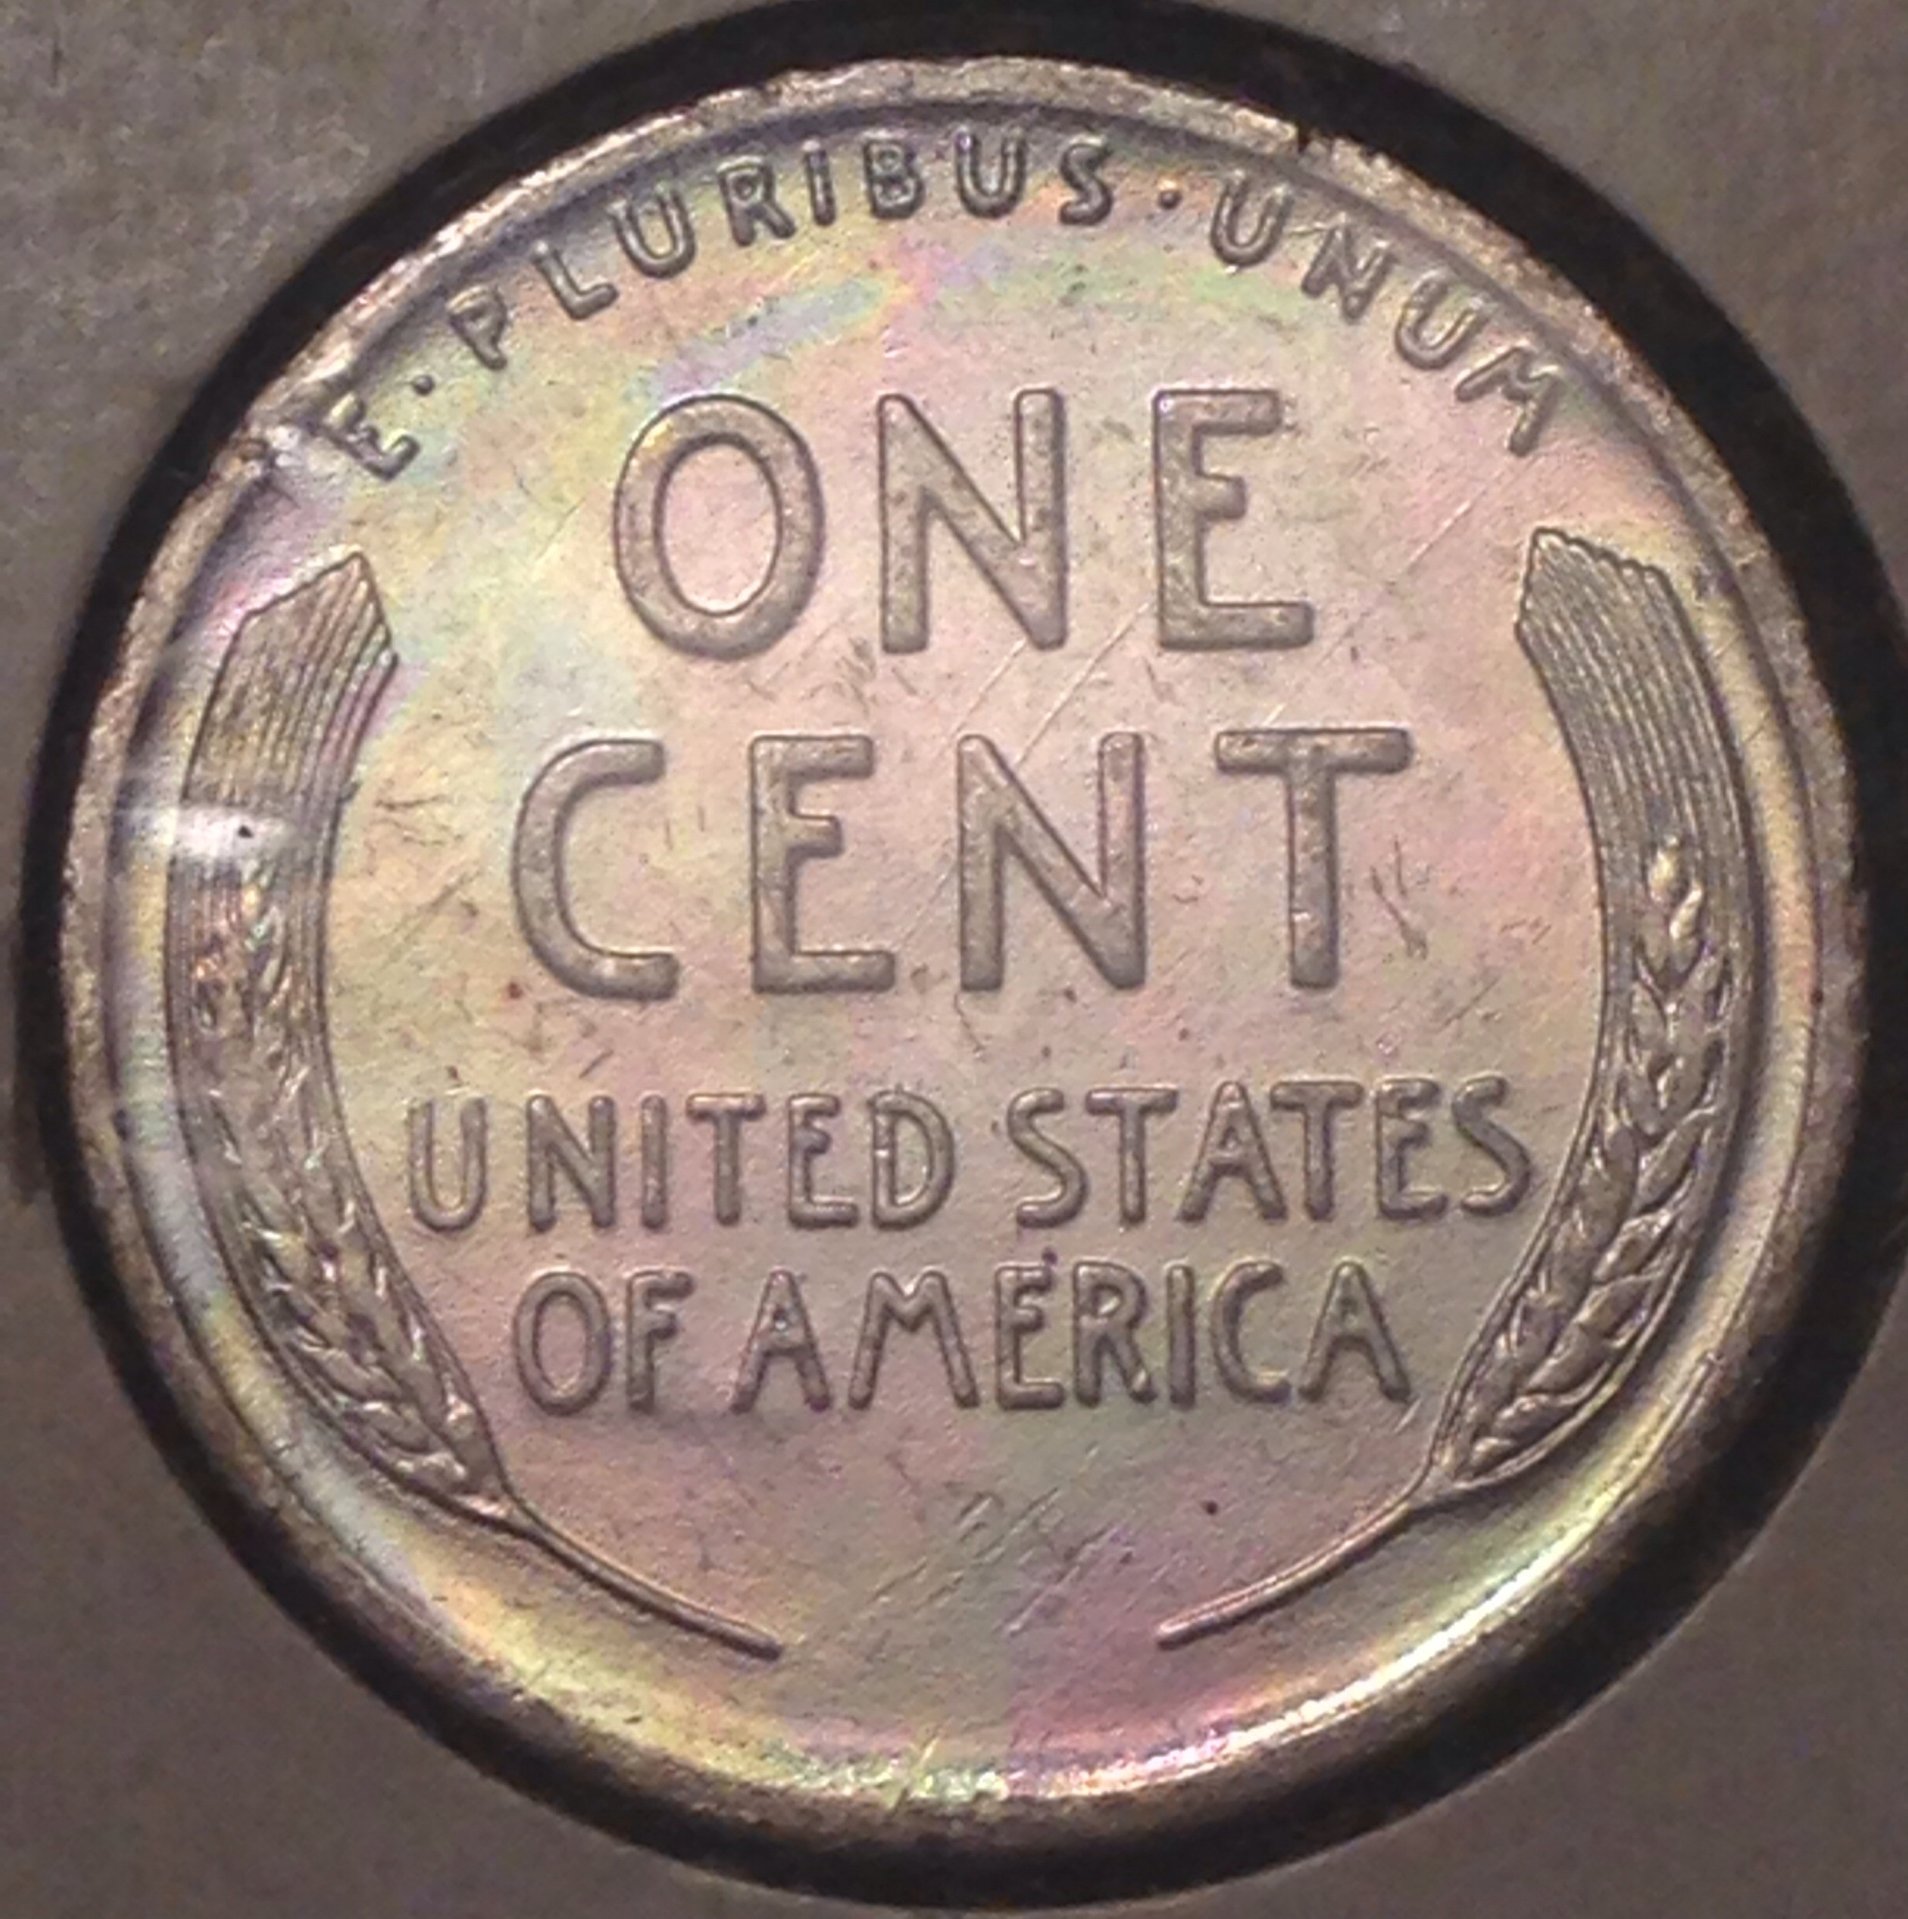 E·PLURIBUS·UNUM
ONE
CENT
UNITED STATES
OF AMERICA